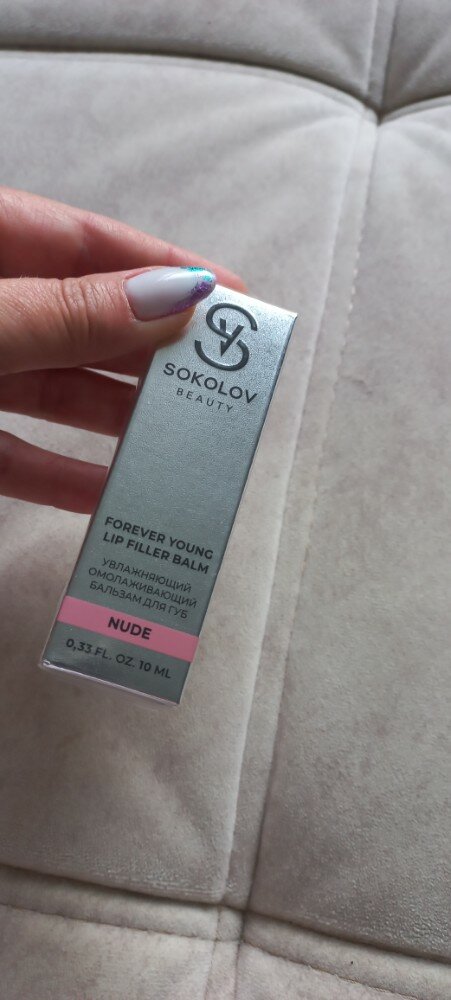 SOKOLOV
BEAUTY
FOREVER YOUNG
LIP FILLER BALM
УВЛАЖНЯЮЩИЙ
ОМОЛАЖИВАЮЩИЙ
БАЛЬЗАМ ДЛЯ ГУБ
NUDE
0,33.FL. OZ. 10 ML